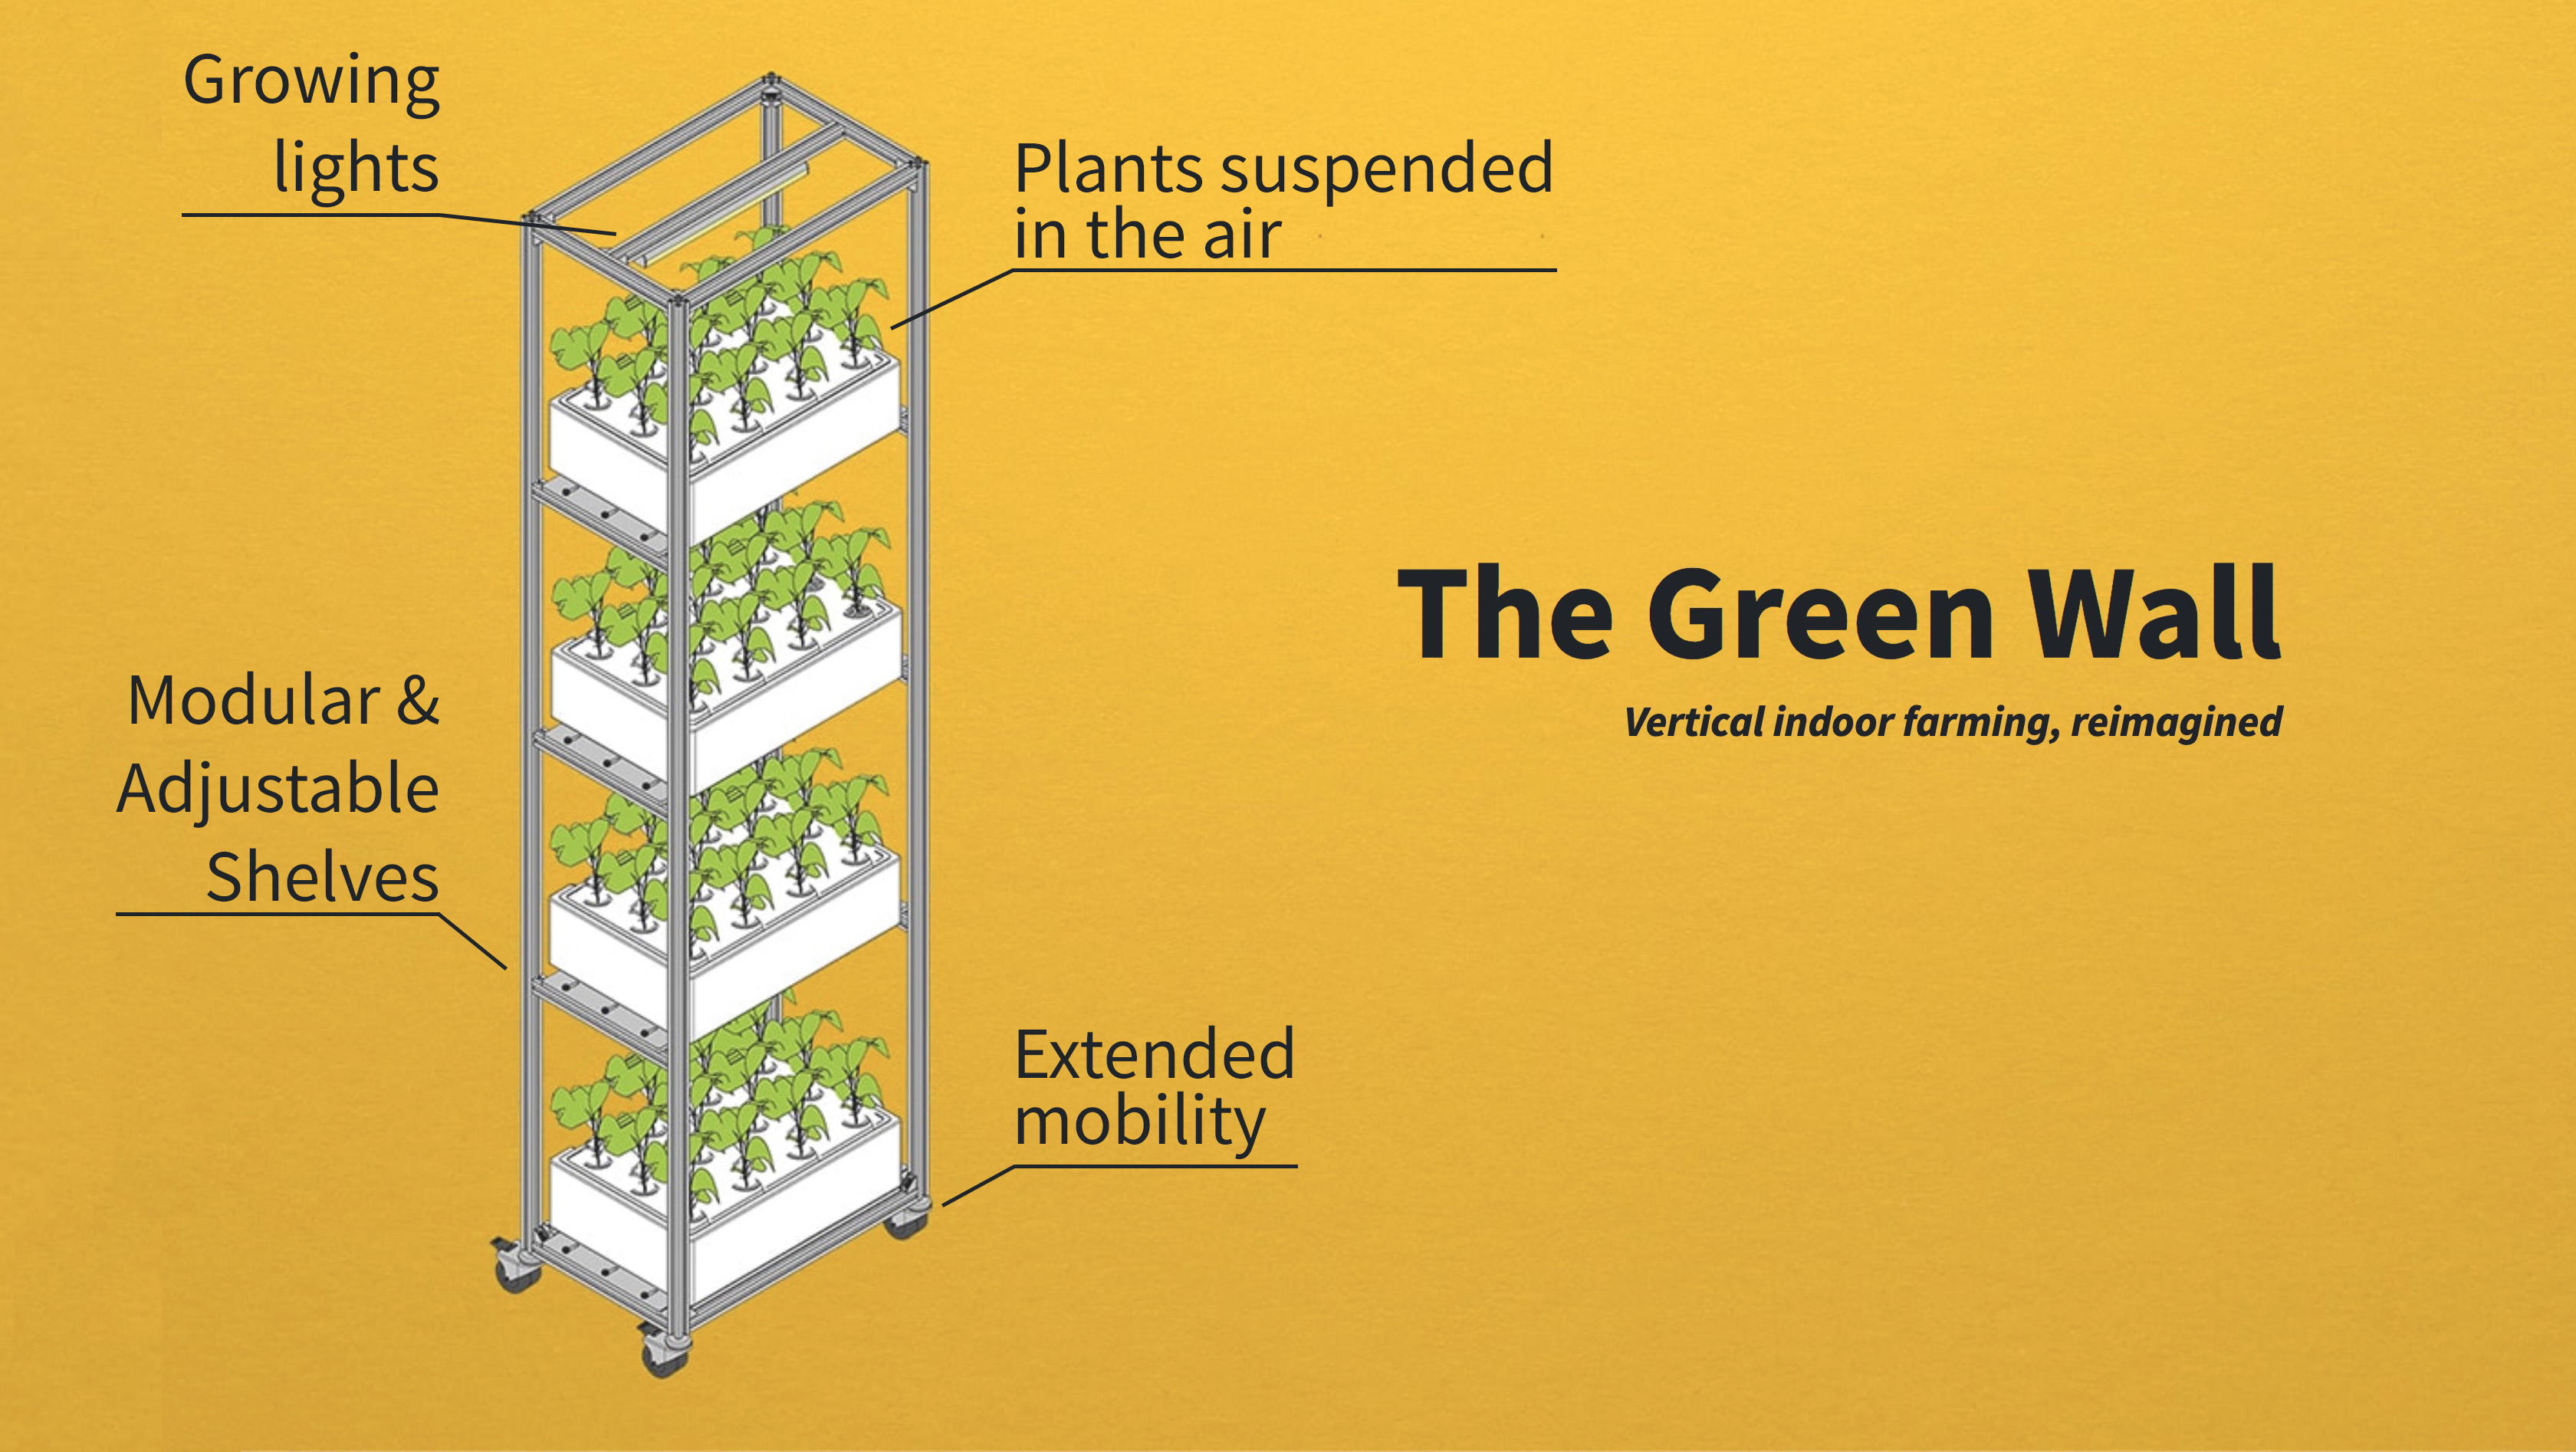 Growing
lights
Plants suspended
in the air
The Green Wall
Vertical indoor farming, reimagined
Modular &
Adjustable
Shelves
Extended
mobility